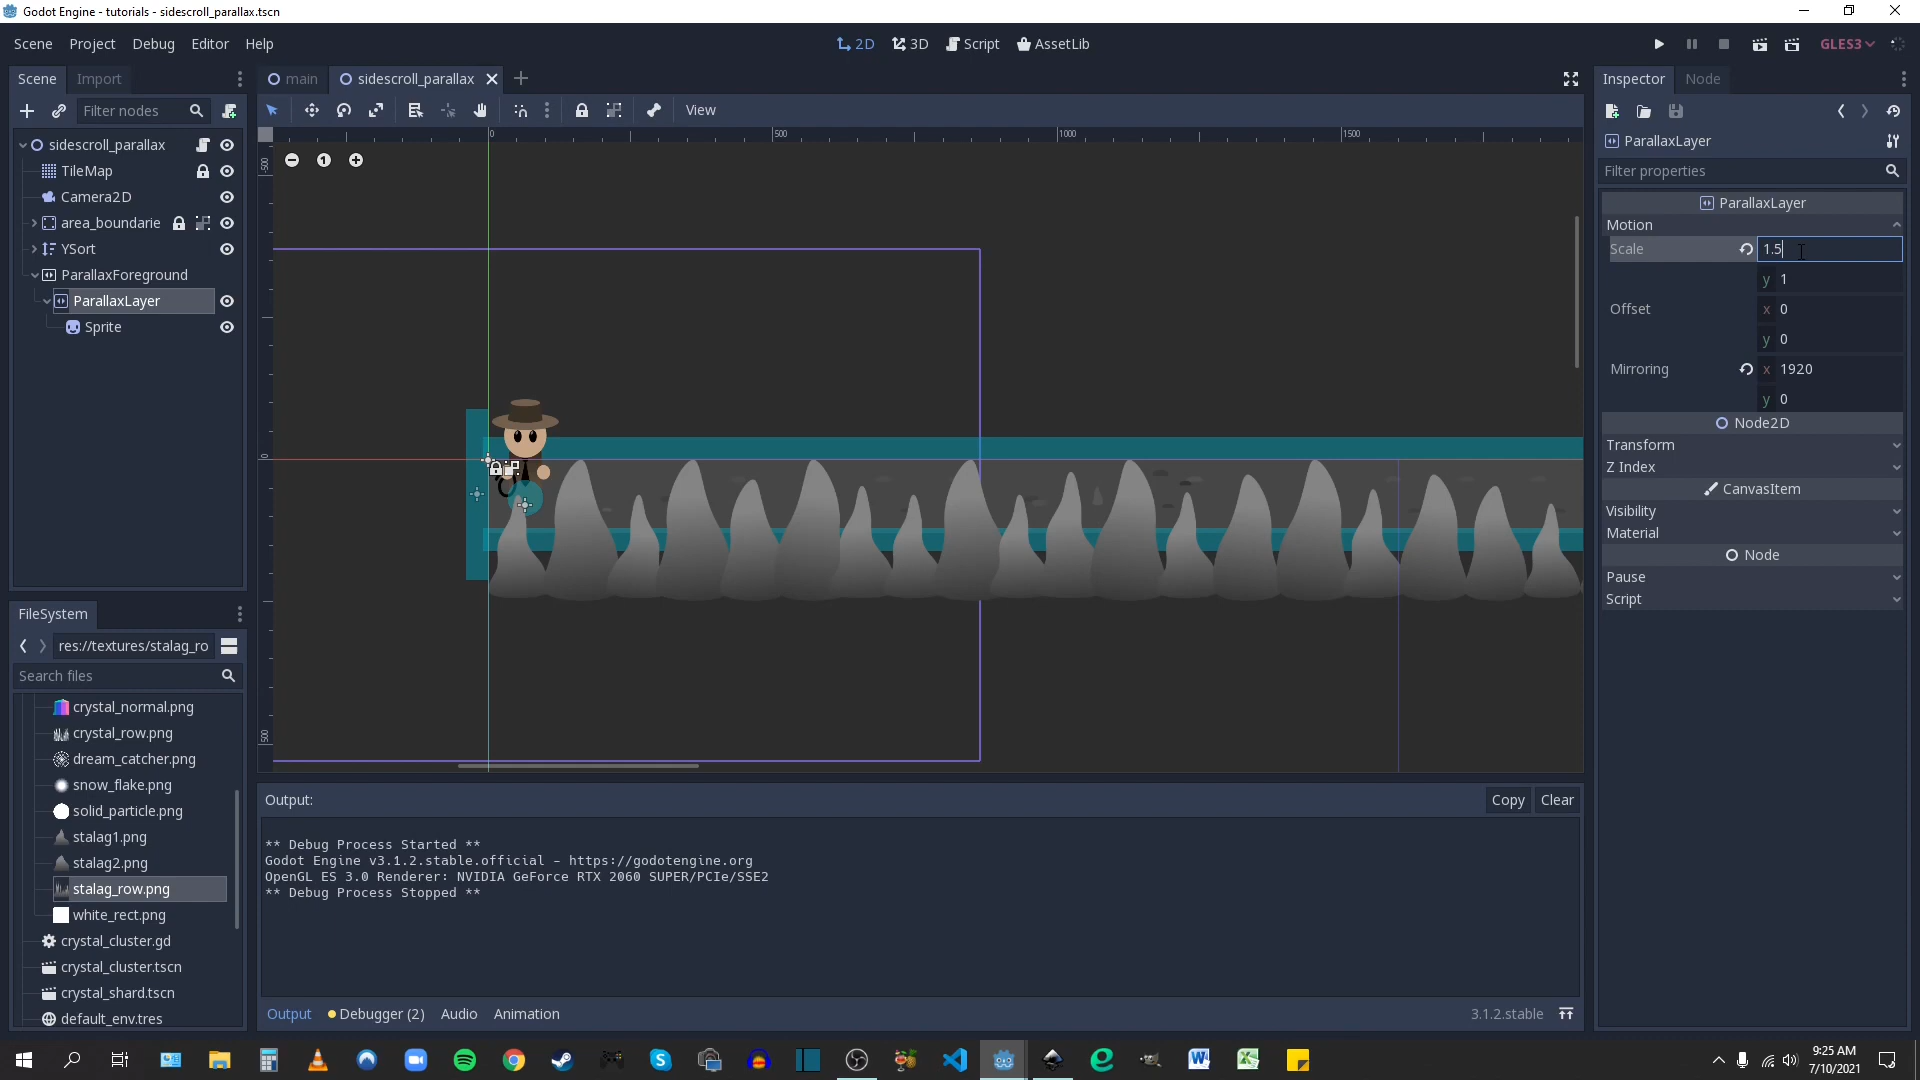 Godot Engine - tutorials - sidescroll_parallax.tscn
Scene Project Debug Editor Help
2D 3D Script AssetLib
GLES3
Scene Import
main sidescroll_parallax
Inspector Node
Filter nodes
View
sidescroll_parallax
TileMap
Camera2D
area_boundarie
YSort
ParallaxForeground
ParallaxLayer
Sprite
0 500 1000 1500
-500
0
500
1
ParallaxLayer
Filter properties
ParallaxLayer
Motion
Scale 1.5
y 1
Offset x 0
y 0
Mirroring x 1920
y 0
Node2D
Transform
Z Index
CanvasItem
Visibility
Material
Node
Pause
Script
FileSystem
res://textures/stalag_ro
Search files
crystal_normal.png
crystal_row.png
dream_catcher.png
snow_flake.png
solid_particle.png
stalag1.png
stalag2.png
stalag_row.png
white_rect.png
crystal_cluster.gd
crystal_cluster.tscn
crystal_shard.tscn
default_env.tres
Output:
Copy Clear
** Debug Process Started **
Godot Engine v3.1.2.stable.official - https://godotengine.org
OpenGL ES 3.0 Renderer: NVIDIA GeForce RTX 2060 SUPER/PCIe/SSE2
** Debug Process Stopped **
Output Debugger (2) Audio Animation
3.1.2.stable
9:25 AM
7/10/2021